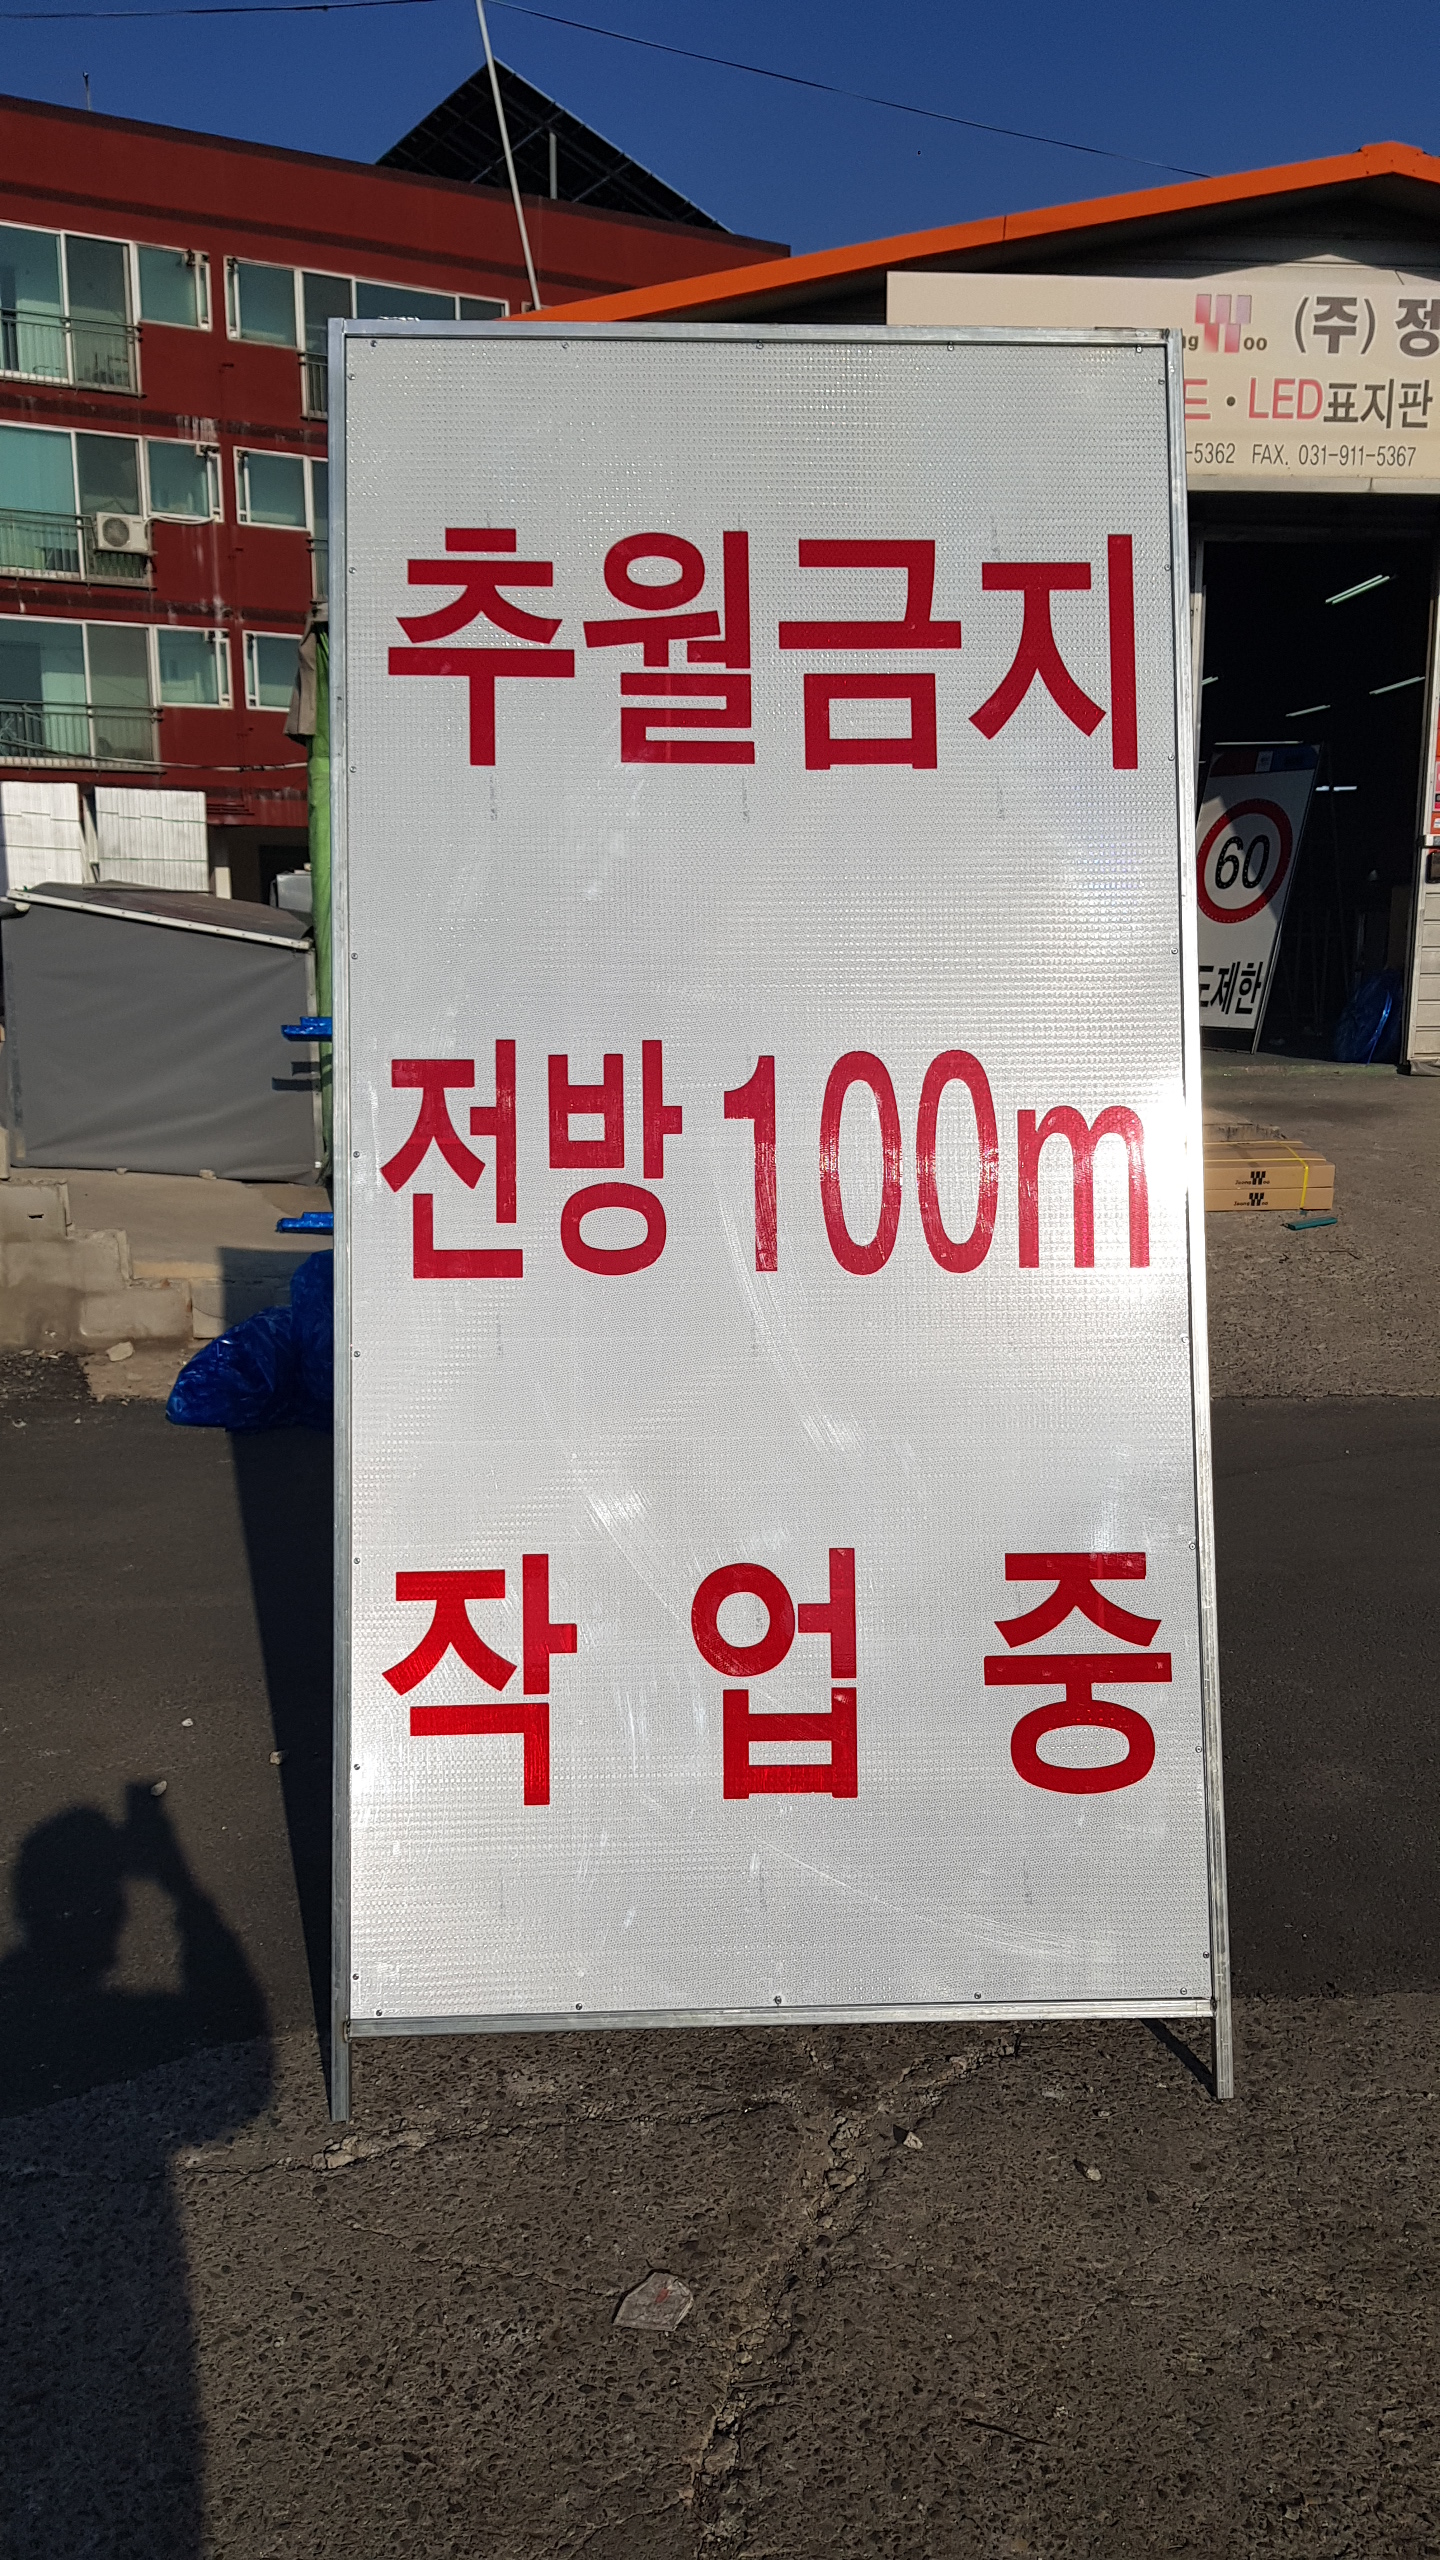 추월금지
전방100m
작 업 중
(주) 정
LED표지판
-5362 FAX. 031-911-5367
60
제한